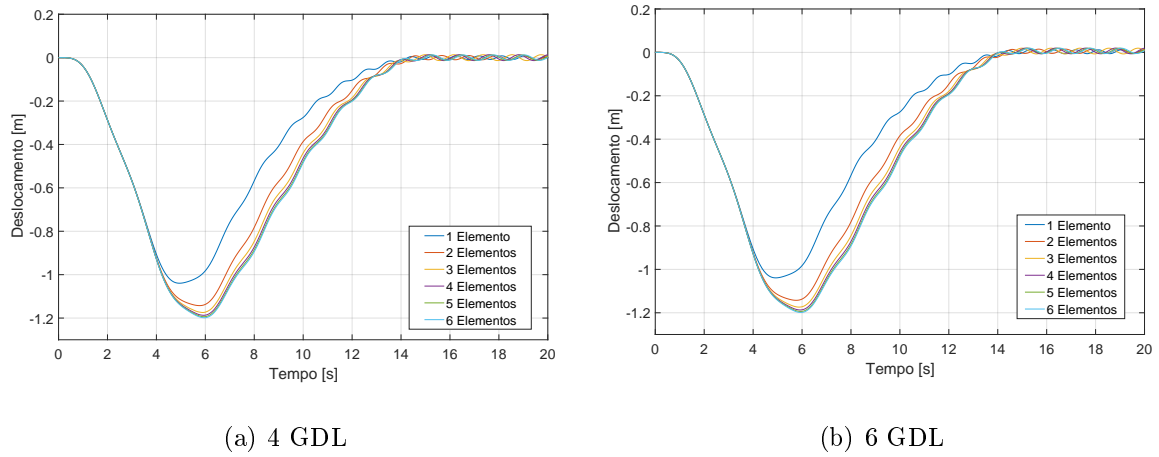 0.2
0
-0.2
-0.4
-0.6
-0.8
-1
-1.2
Deslocamento [m]
0 2 4 6 8 10 12 14 16 18 20
Tempo [s]
1 Elemento
2 Elementos
3 Elementos
4 Elementos
5 Elementos
6 Elementos
(a) 4 GDL
0.2
0
-0.2
-0.4
-0.6
-0.8
-1
-1.2
Deslocamento [m]
0 2 4 6 8 10 12 14 16 18 20
Tempo [s]
1 Elemento
2 Elementos
3 Elementos
4 Elementos
5 Elementos
6 Elementos
(b) 6 GDL